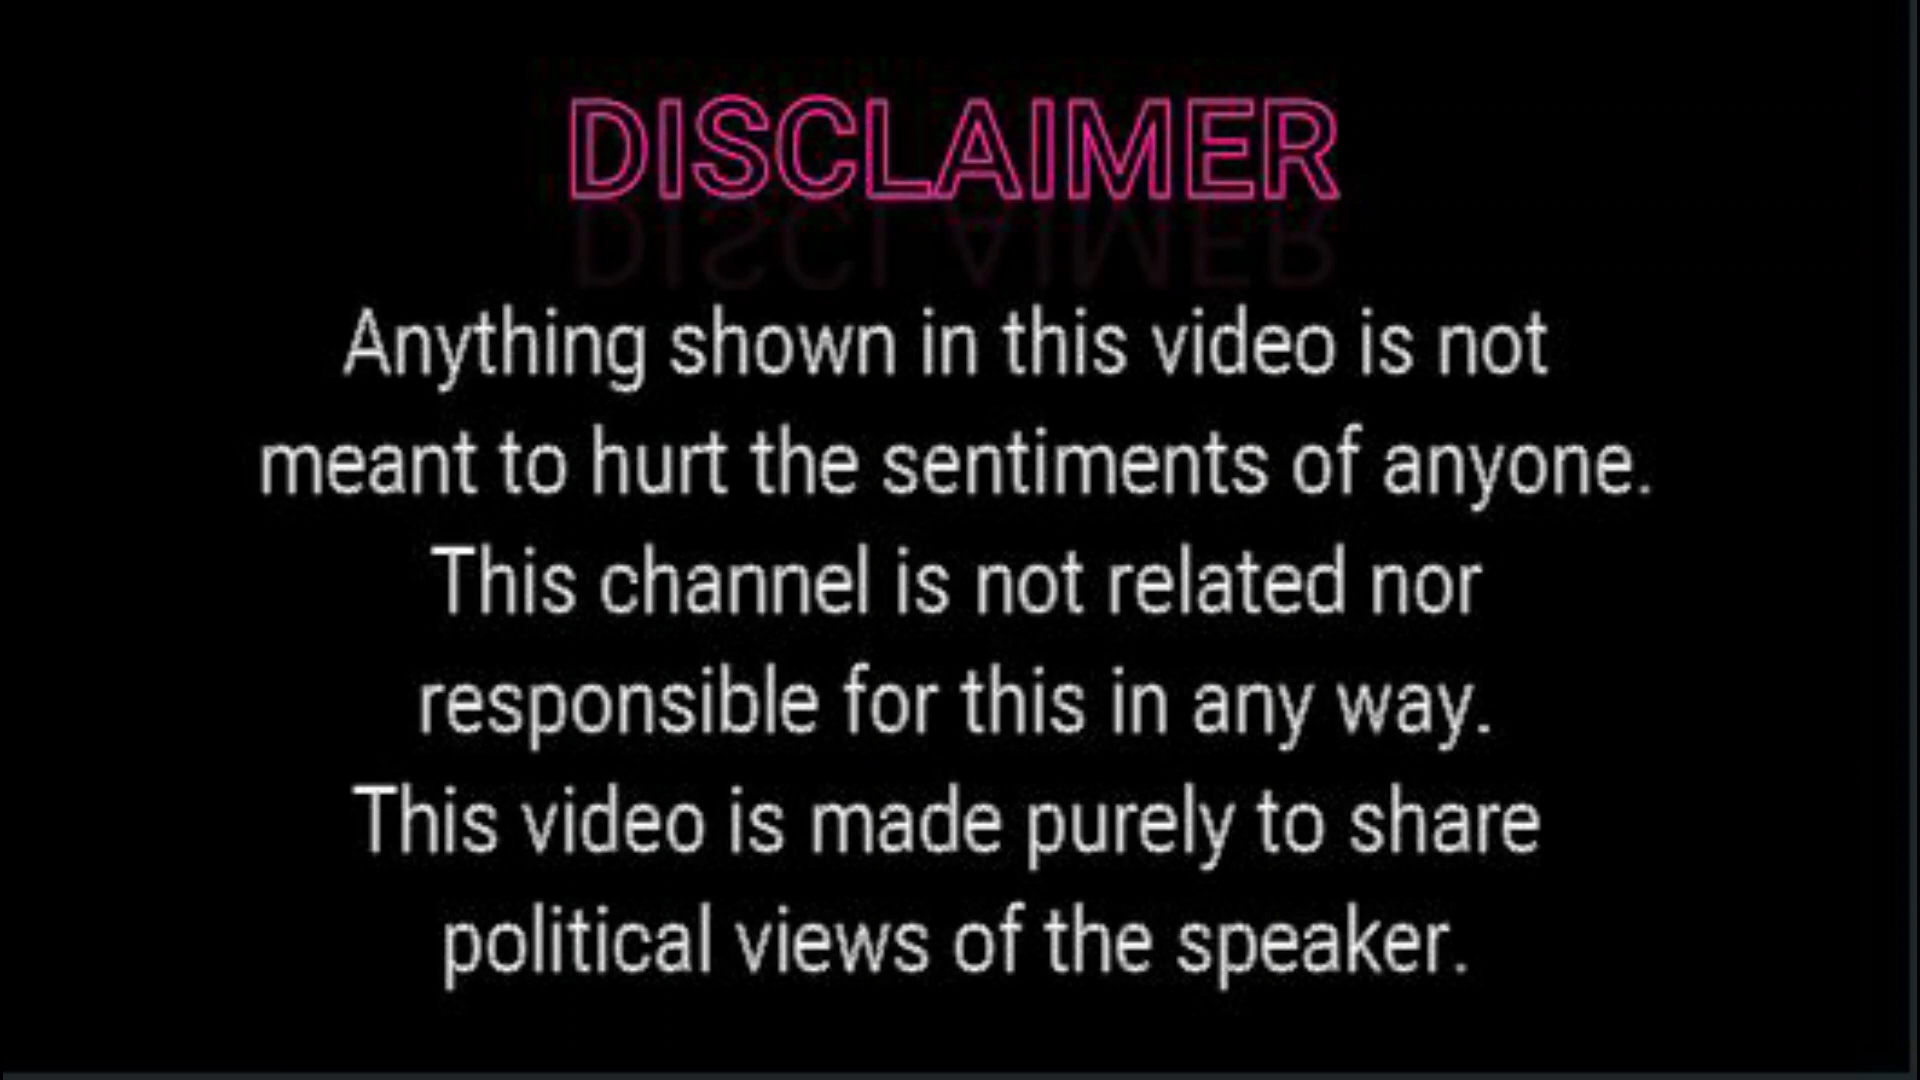 DISCLAIMER
Anything shown in this video is not
meant to hurt the sentiments of anyone.
This channel is not related nor
responsible for this in any way.
This video is made purely to share
political views of the speaker.